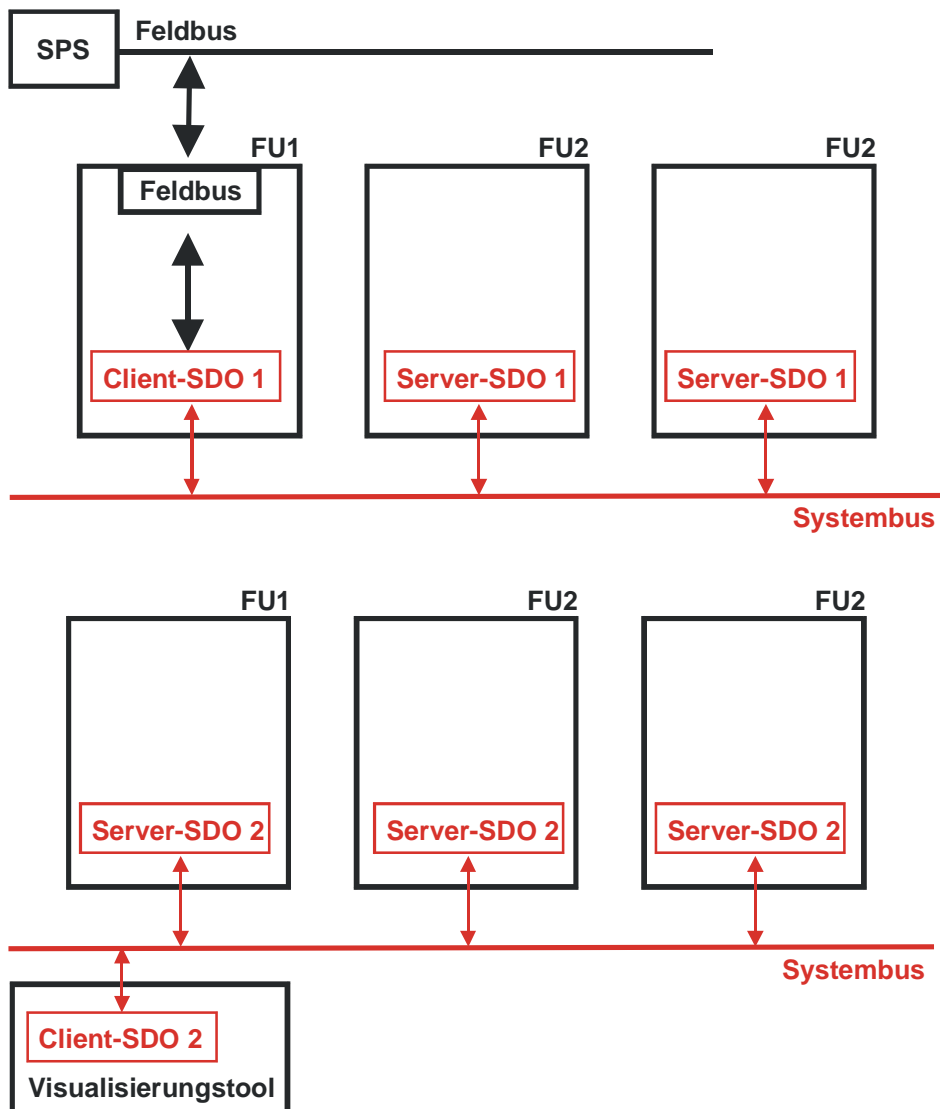 Feldbus
SPS
FU1
FU2
FU2
Feldbus
Client-SDO 1
Server-SDO 1
Server-SDO 1
Systembus
FU1
FU2
FU2
Server-SDO 2
Server-SDO 2
Server-SDO 2
Systembus
Client-SDO 2
Visualisierungstool